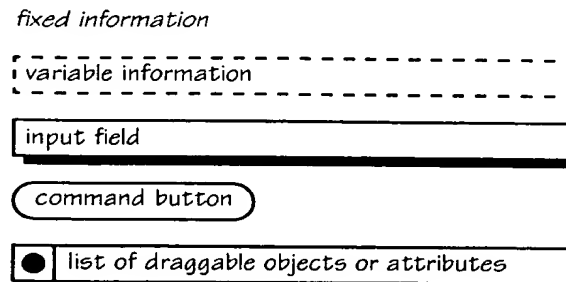 fixed information
variable information
input field
command button
list of draggable objects or attributes